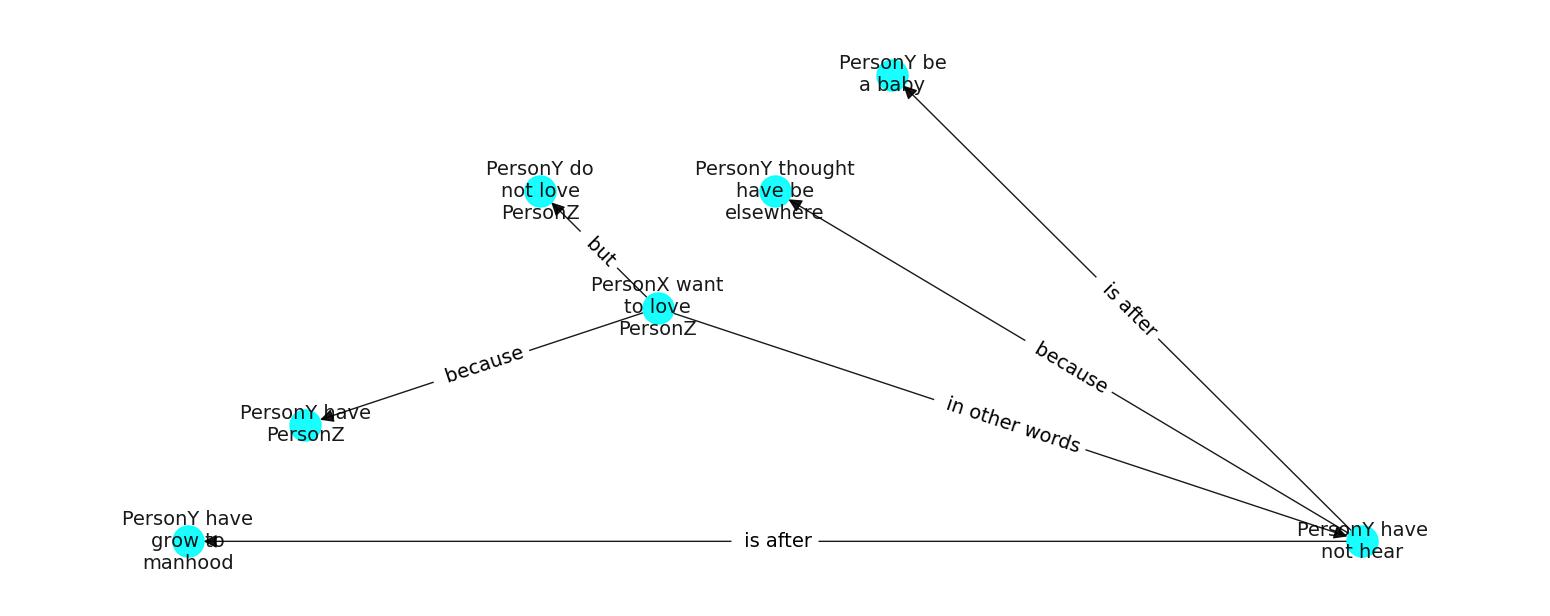 PersonY be
a baby
PersonY do
not love
PersonZ
PersonY thought
have be
elsewhere
but
PersonX want
to love
PersonZ
is after
because
because
in other words
PersonY have
PersonZ
PersonY have
grow to
manhood
is after
PersonY have
not hear